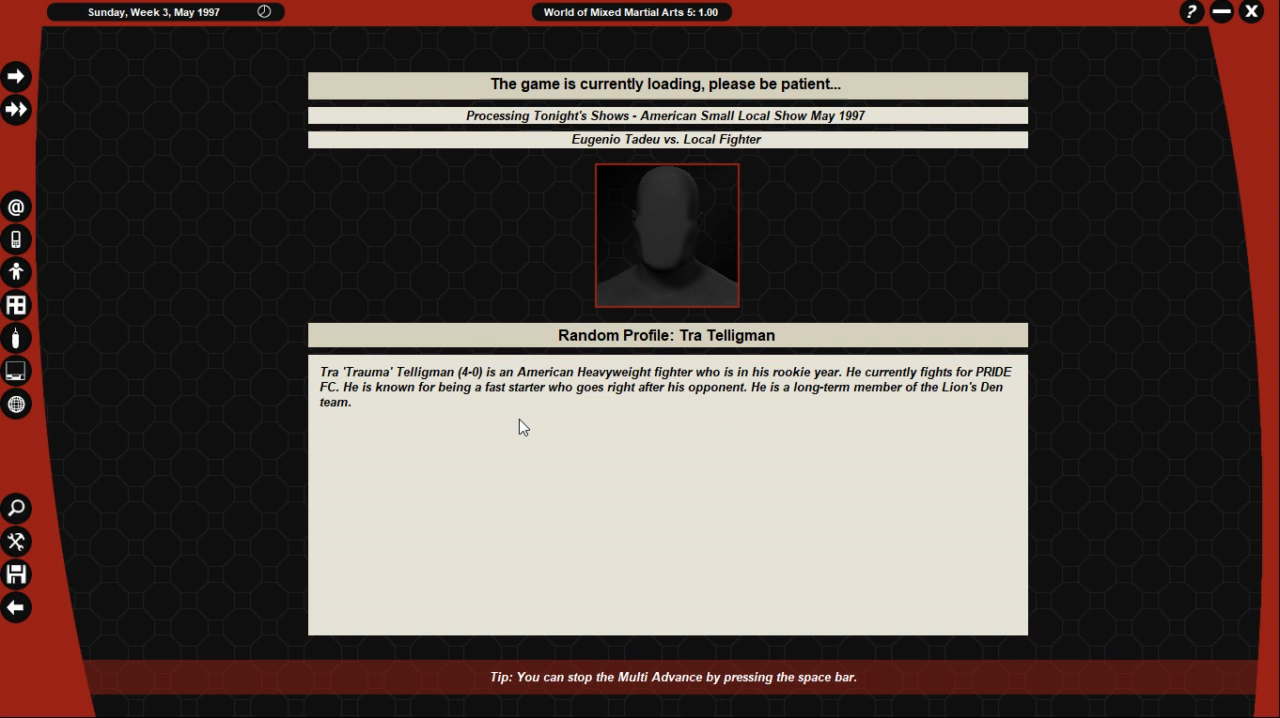 Sunday, Week 3, May 1997
World of Mixed Martial Arts 5: 1.00
?
X
The game is currently loading, please be patient...
Processing Tonight's Shows - American Small Local Show May 1997
Eugenio Tadeu vs. Local Fighter
@
Random Profile: Tra Telligman
Tra 'Trauma' Telligman (4-0) is an American Heavyweight fighter who is in his rookie year. He currently fights for PRIDE
FC. He is known for being a fast starter who goes right after his opponent. He is a long-term member of the Lion's Den
team.
Tip: You can stop the Multi Advance by pressing the space bar.